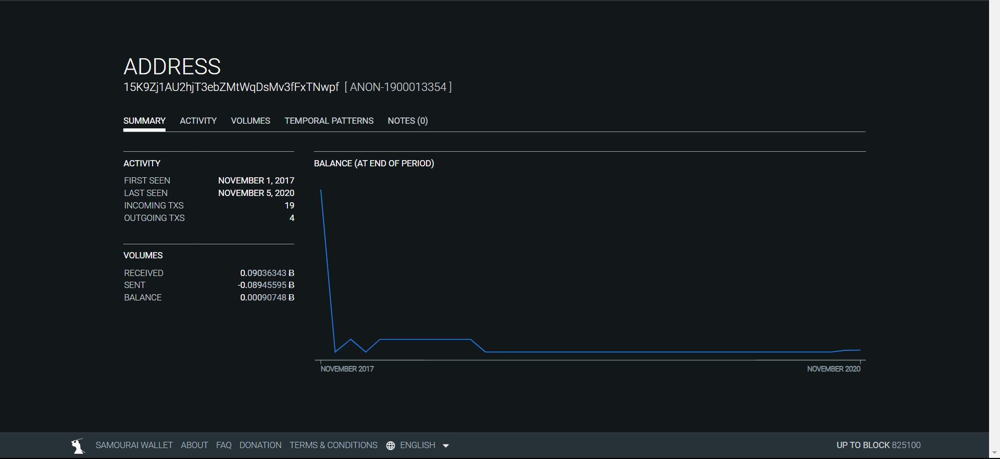 ADDRESS
15K9Zj1AU2hjT3ebZMtWqDsMv3fFxTNwpf [ ANON-1900013354 ]
SUMMARY ACTIVITY VOLUMES TEMPORAL PATTERNS NOTES (0)
ACTIVITY
FIRST SEEN NOVEMBER 1, 2017
LAST SEEN NOVEMBER 5, 2020
INCOMING TXS 19
OUTGOING TXS 4
VOLUMES
RECEIVED 0.09036343 Ƀ
SENT -0.08945595 Ƀ
BALANCE 0.00090748 Ƀ
BALANCE (AT END OF PERIOD)
NOVEMBER 2017 NOVEMBER 2020
SAMOURAI WALLET ABOUT FAQ DONATION TERMS & CONDITIONS ENGLISH UP TO BLOCK 825100